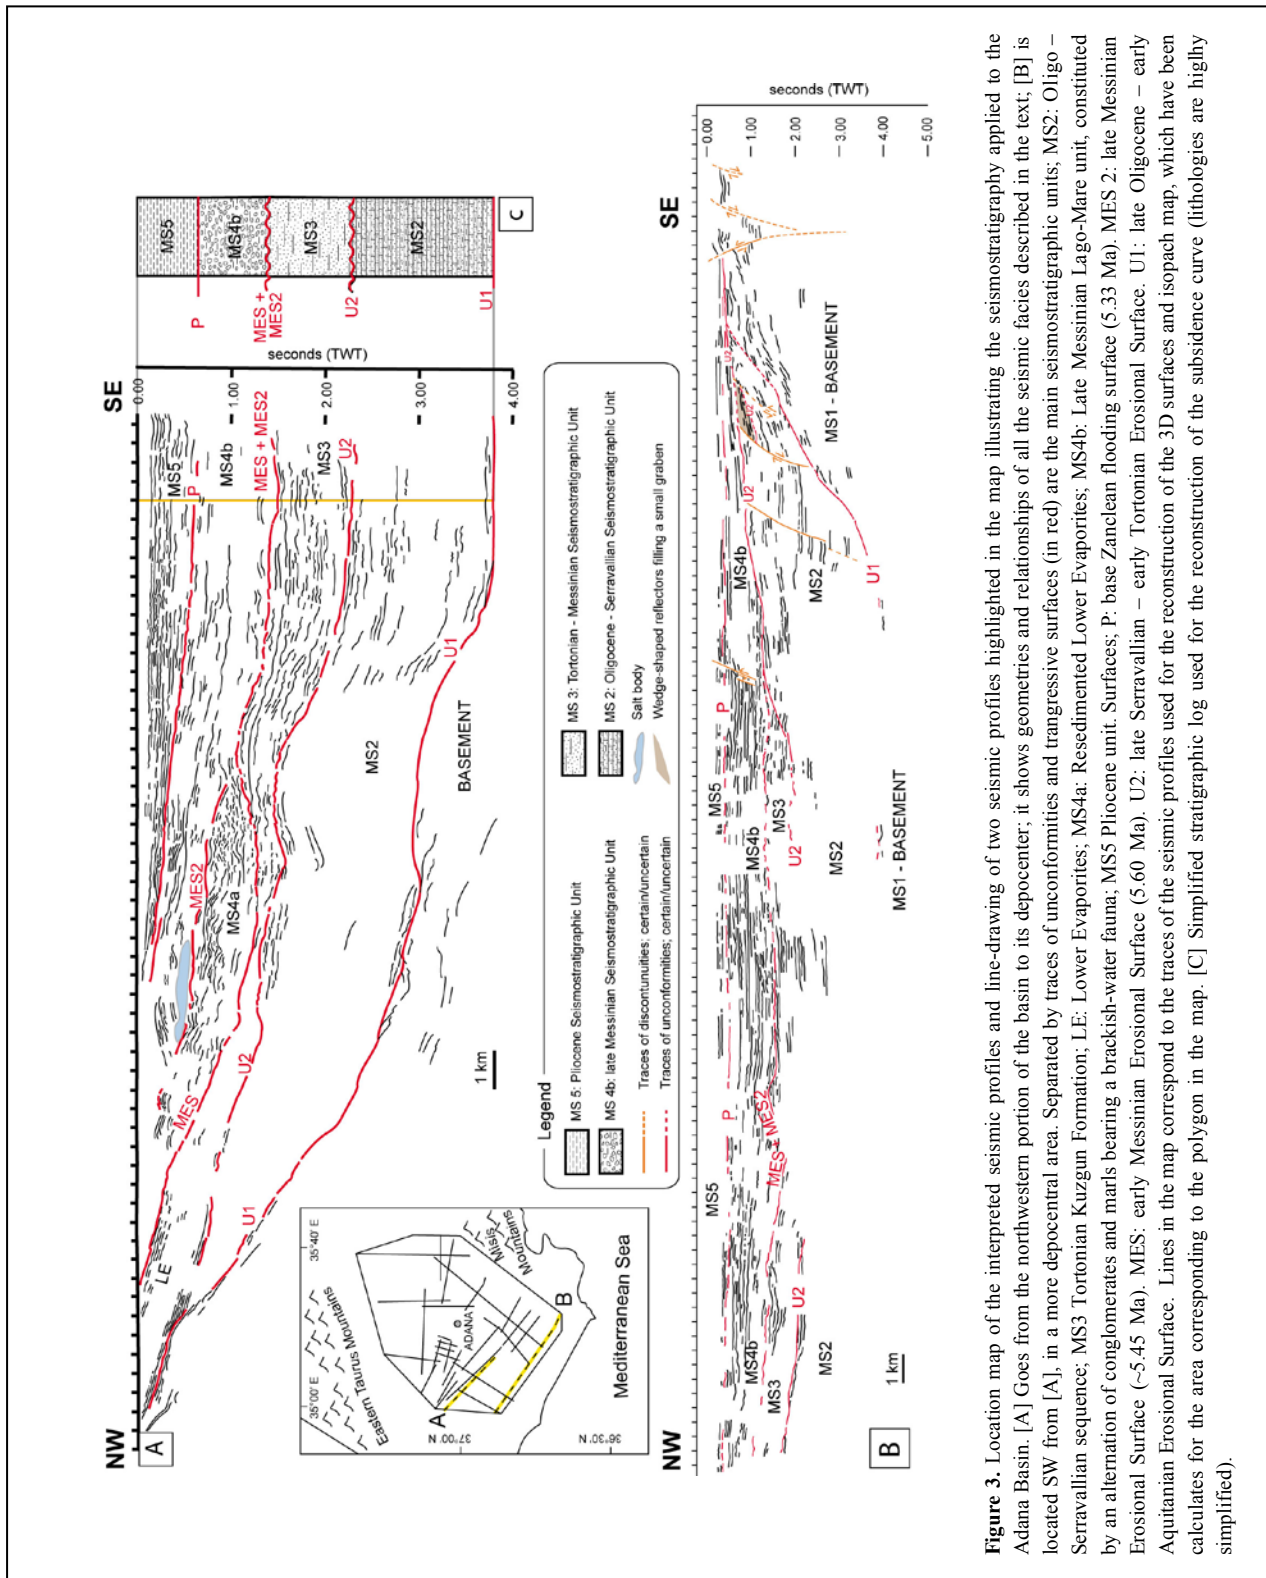 A
NW
SE
0.00
1.00
2.00
3.00
4.00
seconds (TWT)
MS5
P
MS4b
MES + MES2
MS3
U2
MES2
MS4a
MES
U2
LE
U1
MS2
BASEMENT
U1
1 km
P
MES +
MES2
U2
U1
MS5
MS4b
MS3
MS2
C
Legend
MS 5: Pliocene Seismostratigraphic Unit
MS 4b: late Messinian Seismostratigraphic Unit
Traces of discontunuities; certain/uncertain
Traces of unconformities; certain/uncertain
MS 3: Tortonian - Messinian Seismostratigraphic Unit
MS 2: Oligocene - Serravallian Seismostratigraphic Unit
Salt body
Wedge-shaped reflectors filling a small graben
35°00' E
35°40' E
37°00' N
36°30' N
Eastern Taurus Mountains
Misis
Mountains
ADANA
A
B
Mediterranean Sea
B
NW
SE
seconds (TWT)
0.00
1.00
2.00
3.00
4.00
5.00
MS5
P
MS4b
MS3
U2
MS2
MES + MES2
MS5
P
MS4b
MS3
U2
MS2
MS1 - BASEMENT
MS4b
U2
MS2
U1
U2
U2
MS1 - BASEMENT
1 km
Figure 3. Location map of the interpreted seismic profiles and line-drawing of two seismic profiles highlighted in the map illustrating the seismostratigraphy applied to the
Adana Basin. [A] Goes from the northwestern portion of the basin to its depocenter; it shows geometries and relationships of all the seismic facies described in the text; [B] is
located SW from [A], in a more depocentral area. Separated by traces of unconformities and trangressive surfaces (in red) are the main seismostratigraphic units; MS2: Oligo –
Serravallian sequence; MS3 Tortonian Kuzgun Formation; LE: Lower Evaporites; MS4a: Resedimented Lower Evaporites; MS4b: Late Messinian Lago-Mare unit, constituted
by an alternation of conglomerates and marls bearing a brackish-water fauna; MS5 Pliocene unit. Surfaces; P: base Zanclean flooding surface (5.33 Ma). MES 2: late Messinian
Erosional Surface (~5.45 Ma). MES: early Messinian Erosional Surface (5.60 Ma). U2: late Serravallian – early Tortonian Erosional Surface. U1: late Oligocene – early
Aquitanian Erosional Surface. Lines in the map correspond to the traces of the seismic profiles used for the reconstruction of the 3D surfaces and isopach map, which have been
calculates for the area corresponding to the polygon in the map. [C] Simplified stratigraphic log used for the reconstruction of the subsidence curve (lithologies are higlhy
simplified).